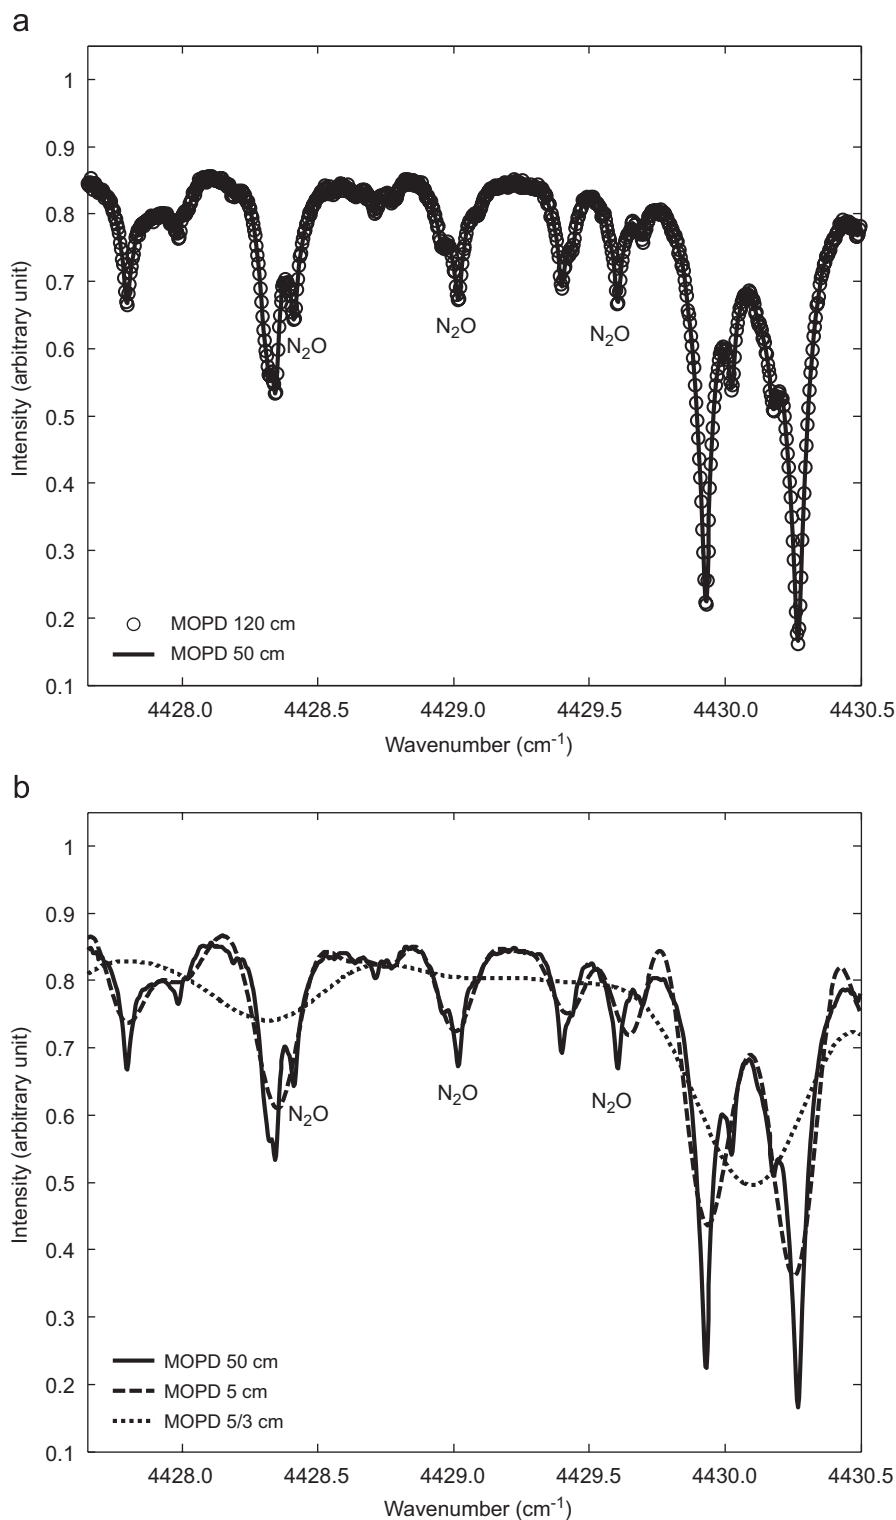 a
1
0.9
0.8
0.7
0.6
0.5
0.4
0.3
0.2
0.1
Intensity (arbitrary unit)
N₂O
N₂O
N₂O
MOPD 120 cm
MOPD 50 cm
4428.0 4428.5 4429.0 4429.5 4430.0 4430.5
Wavenumber (cm⁻¹)
b
1
0.9
0.8
0.7
0.6
0.5
0.4
0.3
0.2
0.1
Intensity (arbitrary unit)
N₂O
N₂O
N₂O
MOPD 50 cm
MOPD 5 cm
MOPD 5/3 cm
4428.0 4428.5 4429.0 4429.5 4430.0 4430.5
Wavenumber (cm⁻¹)